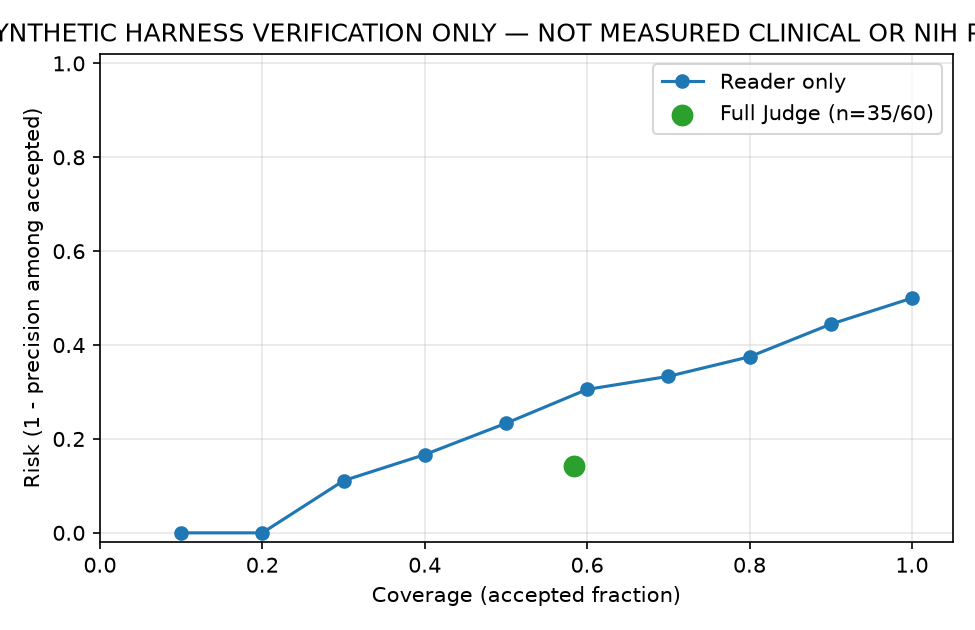 YNTHETIC HARNESS VERIFICATION ONLY — NOT MEASURED CLINICAL OR NIH
Reader only
Full Judge (n=35/60)
Risk (1 - precision among accepted)
1.0
0.8
0.6
0.4
0.2
0.0
0.0 0.2 0.4 0.6 0.8 1.0
Coverage (accepted fraction)